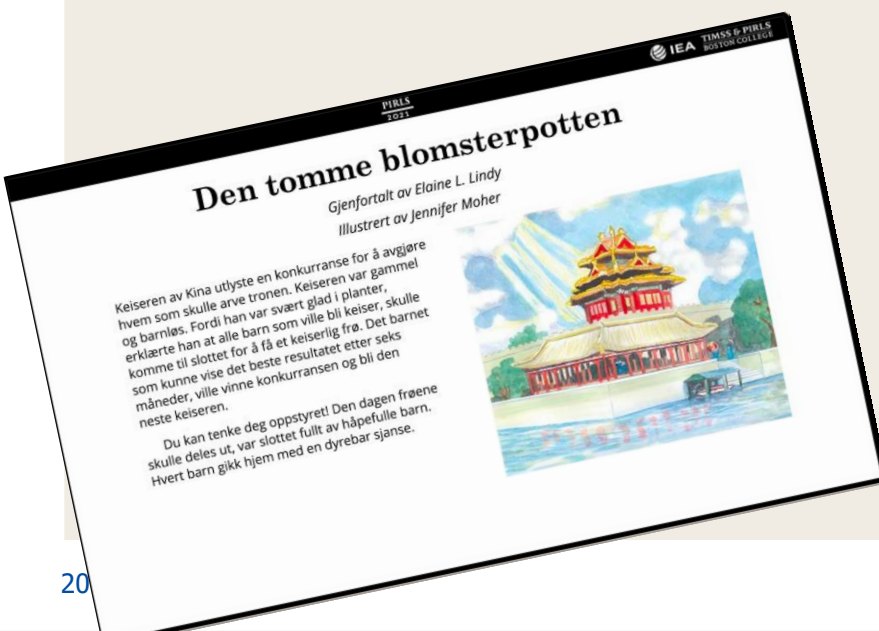 IEA
TIMSS & PIRLS
BOSTON COLLEGE
PIRLS
2021
Den tomme blomsterpotten
Gjenfortalt av Elaine L. Lindy
Illustrert av Jennifer Moher
Keiseren av Kina utlyste en konkurranse for å avgjøre
hvem som skulle arve tronen. Keiseren var gammel
og barnløs. Fordi han var svært glad i planter,
erklærte han at alle barn som ville bli keiser, skulle
komme til slottet for å få et keiserlig frø. Det barnet
som kunne vise det beste resultatet etter seks
måneder, ville vinne konkurransen og bli den
neste keiseren.
Du kan tenke deg oppstyret! Den dagen frøene
skulle deles ut, var slottet fullt av håpefulle barn.
Hvert barn gikk hjem med en dyrebar sjanse.
20